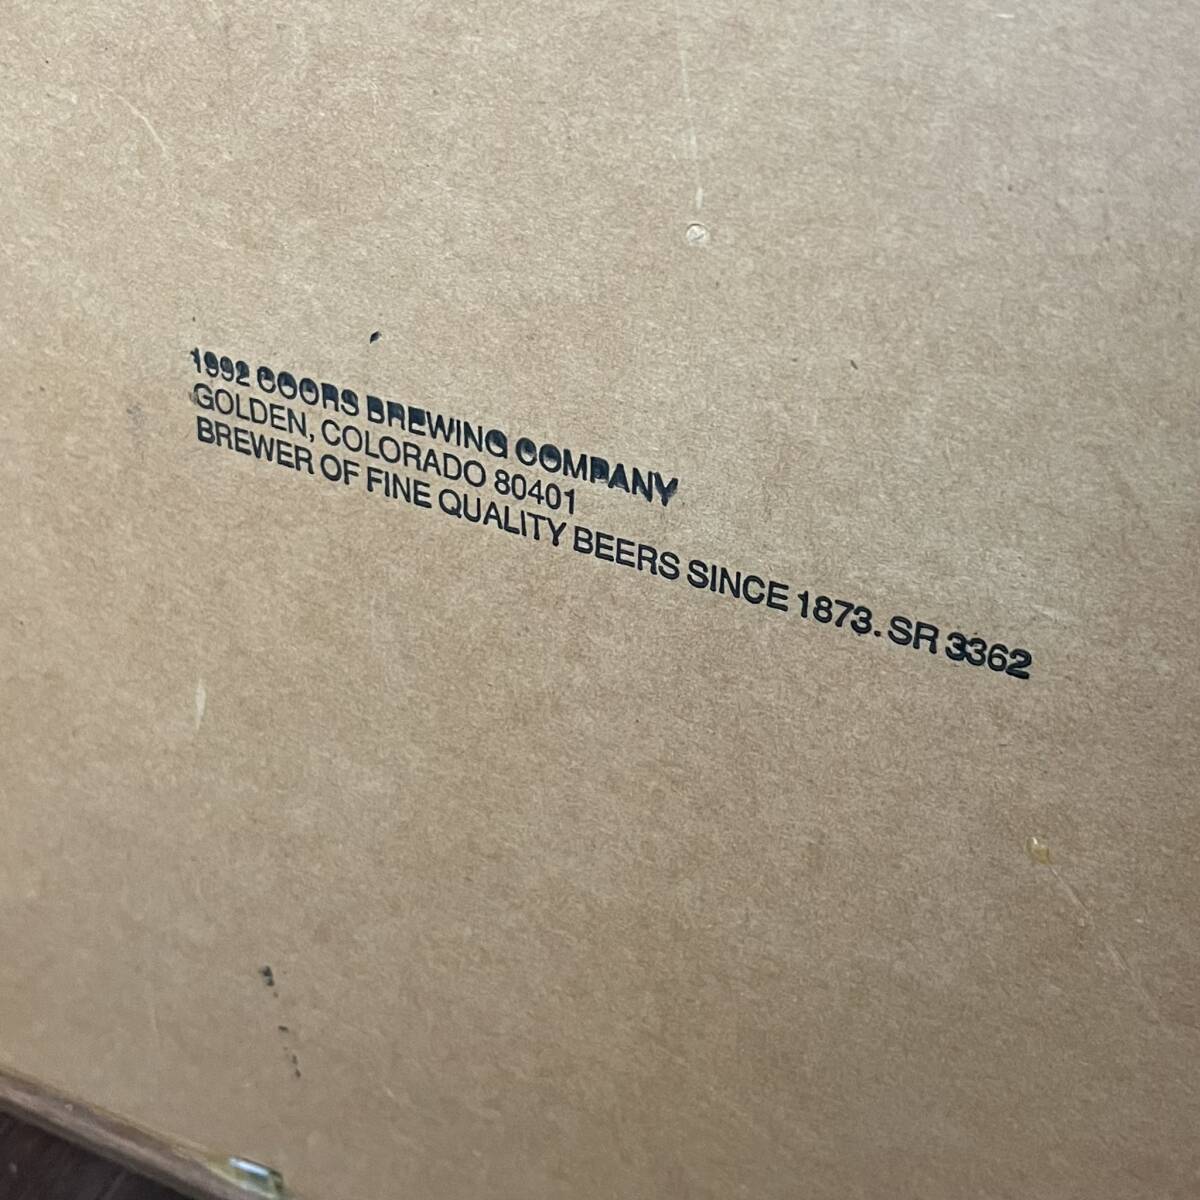 1992 COORS BREWING COMPANY
GOLDEN, COLORADO 80401
BREWER OF FINE QUALITY BEERS SINCE 1873. SR 3362